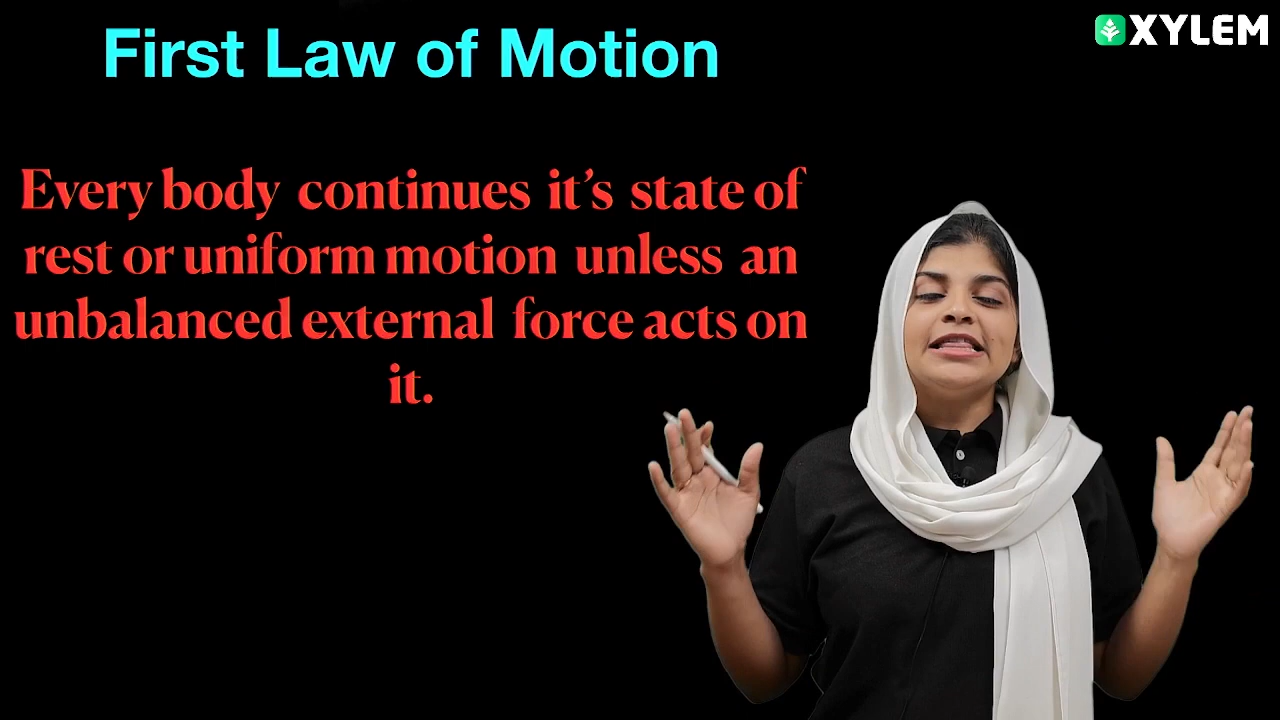 First Law of Motion
XYLEM
Every body continues it’s state of
rest or uniform motion unless an
unbalanced external force acts on
it.